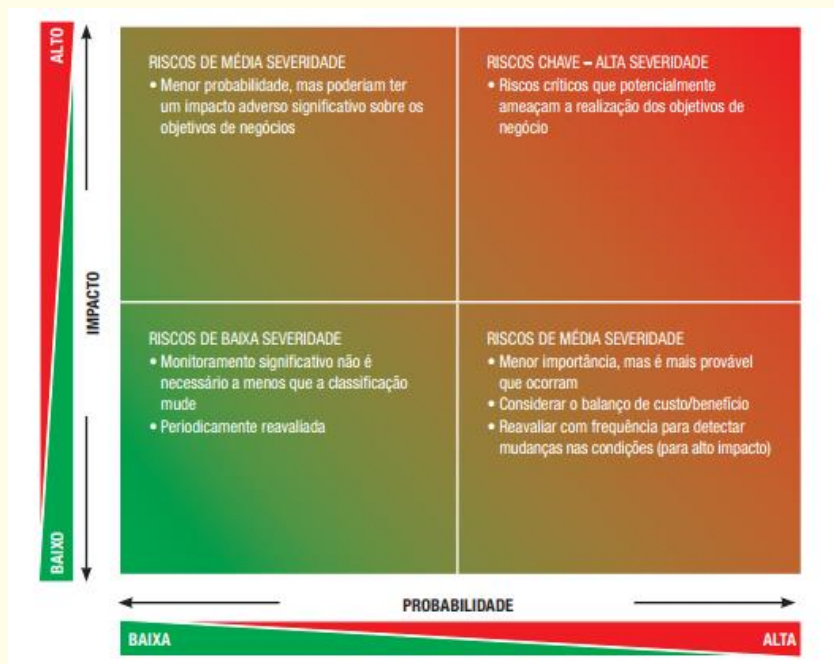 ALTO
IMPACTO
BAIXO
RISCOS DE MÉDIA SEVERIDADE
• Menor probabilidade, mas poderiam ter
um impacto adverso significativo sobre os
objetivos de negócios
RISCOS CHAVE – ALTA SEVERIDADE
• Riscos críticos que potencialmente
ameaçam a realização dos objetivos de
negócio
RISCOS DE BAIXA SEVERIDADE
• Monitoramento significativo não é
necessário a menos que a classificação
mude
• Periodicamente reavaliada
RISCOS DE MÉDIA SEVERIDADE
• Menor importância, mas é mais provável
que ocorram
• Considerar o balanço de custo/benefício
• Reavaliar com frequência para detectar
mudanças nas condições (para alto impacto)
PROBABILIDADE
BAIXA
ALTA